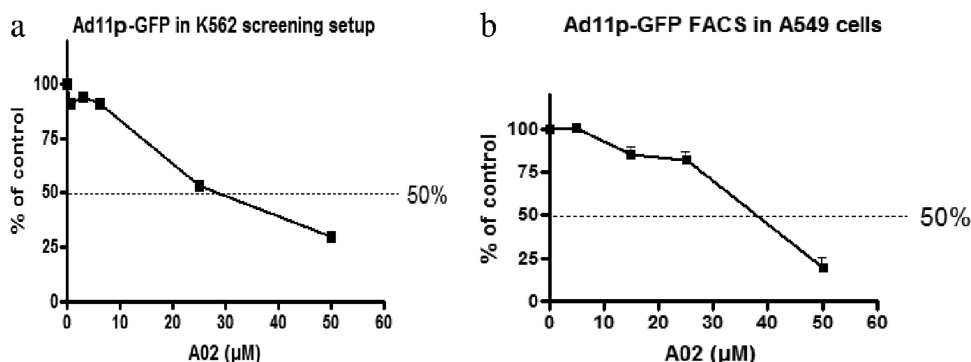 a
Ad11p-GFP in K562 screening setup
% of control
100
75
50
25
0
50%
0 10 20 30 40 50 60
A02 (µM)
b
Ad11p-GFP FACS in A549 cells
% of control
100
75
50
25
0
50%
0 10 20 30 40 50 60
A02 (µM)